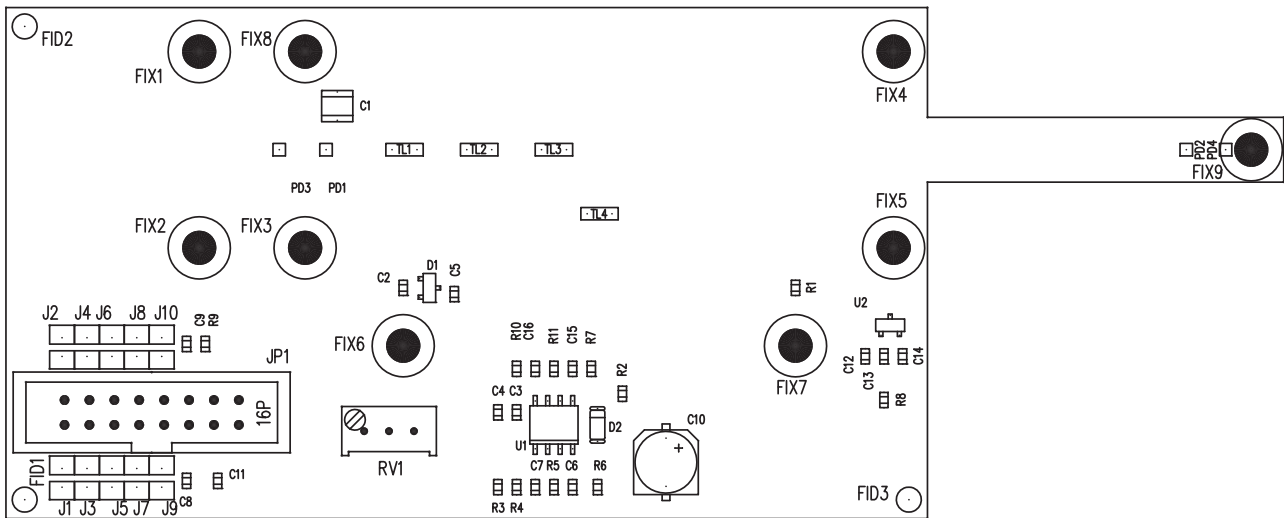 FID2
FIX1
FIX8
C1
FIX4
PD3
PD1
TL1
TL2
TL3
PD2
PD4
FIX9
TL4
FIX2
FIX3
FIX5
C2
D1
C5
R1
U2
J2 J4 J6 J8 J10
C9
R9
FIX6
R10
C16
R11
C15
R7
C12
C13
C14
JP1
FIX7
R2
R8
16P
C4
C3
U1
D2
C10
RV1
FID1
C11
C8
C7
R5
C6
R6
R3
R4
FID3
J1 J3 J5 J7 J9